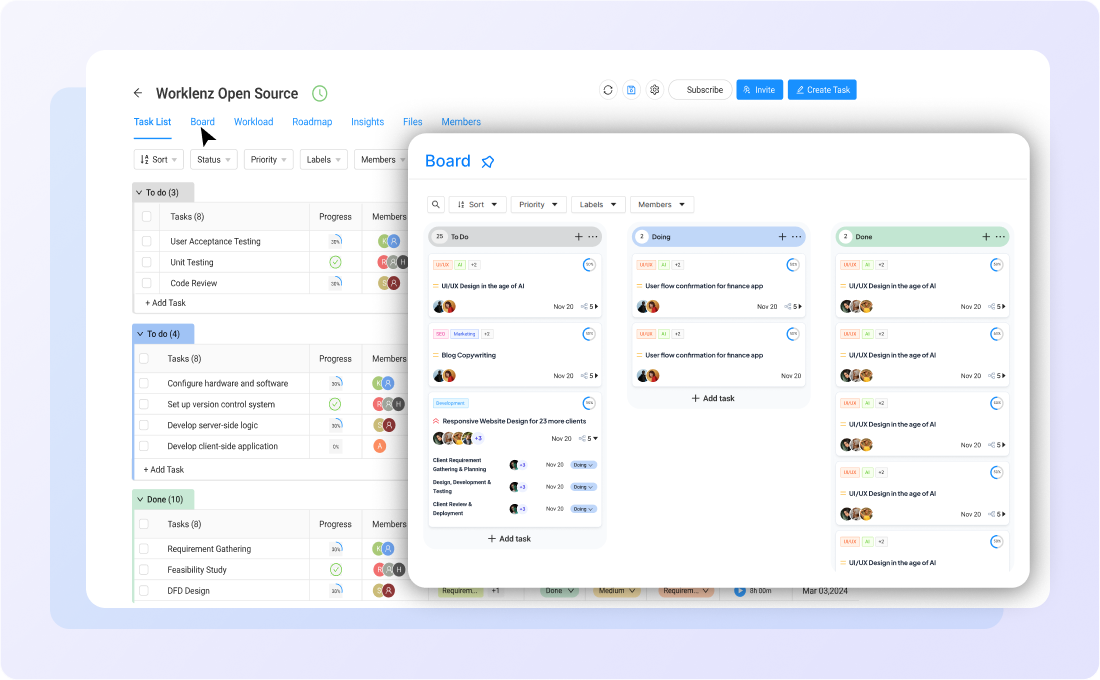 Worklenz Open Source
Subscribe
Invite
Create Task
Task List
Board
Workload
Roadmap
Insights
Files
Members
Sort
Status
Priority
Labels
Members
To do (3)
Tasks (8)
Progress
Members
User Acceptance Testing
30%
Unit Testing
Code Review
30%
+ Add Task
To do (4)
Tasks (8)
Progress
Members
Configure hardware and software
30%
Set up version control system
Develop server-side logic
30%
Develop client-side application
0%
A
+ Add Task
Done (10)
Tasks (8)
Progress
Members
Requirement Gathering
30%
Feasibility Study
DFD Design
30%
Requirem...
+1
Done
Medium
Requirem...
8h 00m
Mar 03,2024
Board
Sort
Priority
Labels
Members
25 To Do
UI/UX AI +2
50%
UI/UX Design in the age of AI
Nov 20 5
SEO Marketing +2
50%
Blog Copywriting
Nov 20 5
Development
50%
Responsive Website Design for 23 more clients
+3 Nov 20 5
Client Requirement
Gathering & Planning
+3 Nov 20 Doing
Design, Development &
Testing
+3 Nov 20 Doing
Client Review &
Deployment
+3 Nov 20 Doing
+ Add task
2 Doing
UI/UX AI +2
50%
User flow confirmation for finance app
Nov 20 5
UI/UX AI +2
50%
User flow confirmation for finance app
Nov 20
+ Add task
2 Done
UI/UX AI +2
50%
UI/UX Design in the age of AI
Nov 20 5
UI/UX AI +2
50%
UI/UX Design in the age of AI
Nov 20 5
UI/UX AI +2
50%
UI/UX Design in the age of AI
Nov 20 5
UI/UX AI +2
50%
UI/UX Design in the age of AI
Nov 20 5
UI/UX AI +2
50%
UI/UX Design in the age of AI